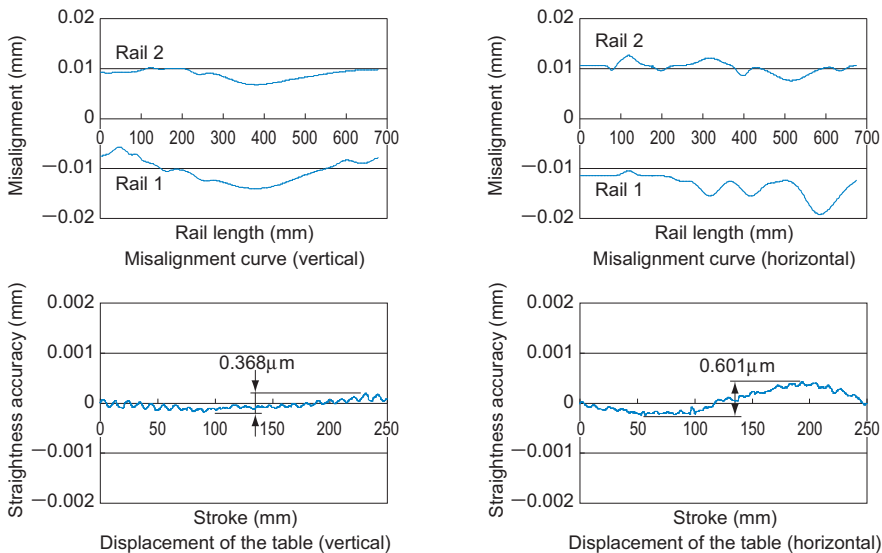 0.02
Rail 2
0.01
0
0 100 200 300 400 500 600 700
−0.01
Rail 1
−0.02
Misalignment (mm)
Rail length (mm)
Misalignment curve (vertical)
0.02
Rail 2
0.01
0
0 100 200 300 400 500 600 700
−0.01
Rail 1
−0.02
Misalignment (mm)
Rail length (mm)
Misalignment curve (horizontal)
0.002
0.001
0.368μm
0
0 50 100 150 200 250
−0.001
−0.002
Straightness accuracy (mm)
Stroke (mm)
Displacement of the table (vertical)
0.002
0.001
0.601μm
0
0 50 100 150 200 250
−0.001
−0.002
Straightness accuracy (mm)
Stroke (mm)
Displacement of the table (horizontal)